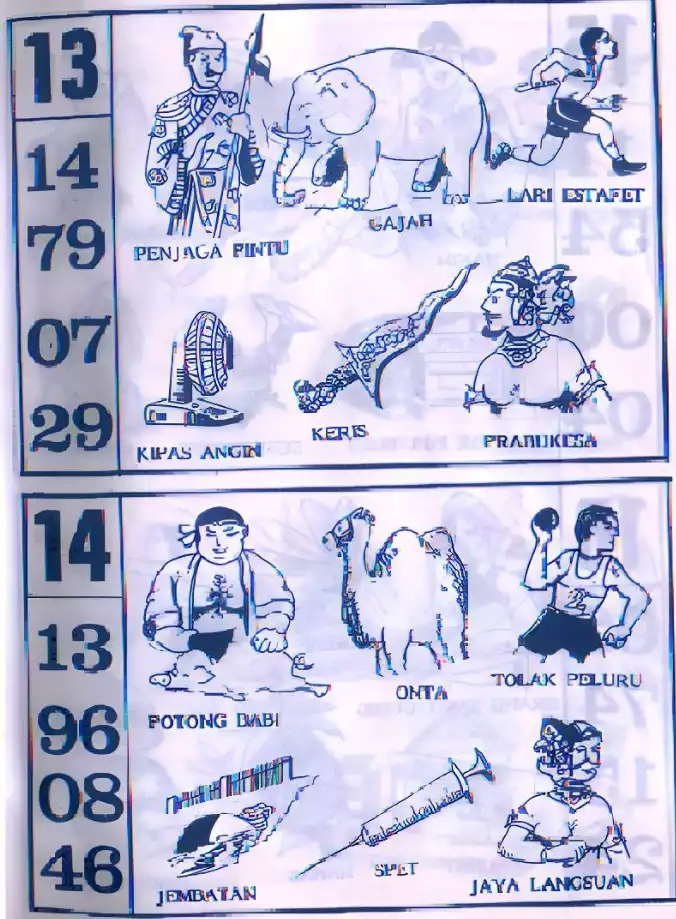 13
14
79
07
29
PENJAGA PINTU
GAJAH
LARI ESTAFET
KIPAS ANGIN
KERIS
PRABUKESA
14
13
96
08
46
POTONG BABI
ONTA
TOLAK PELURU
JEMBATAN
SPET
JAYA LANGSUAN